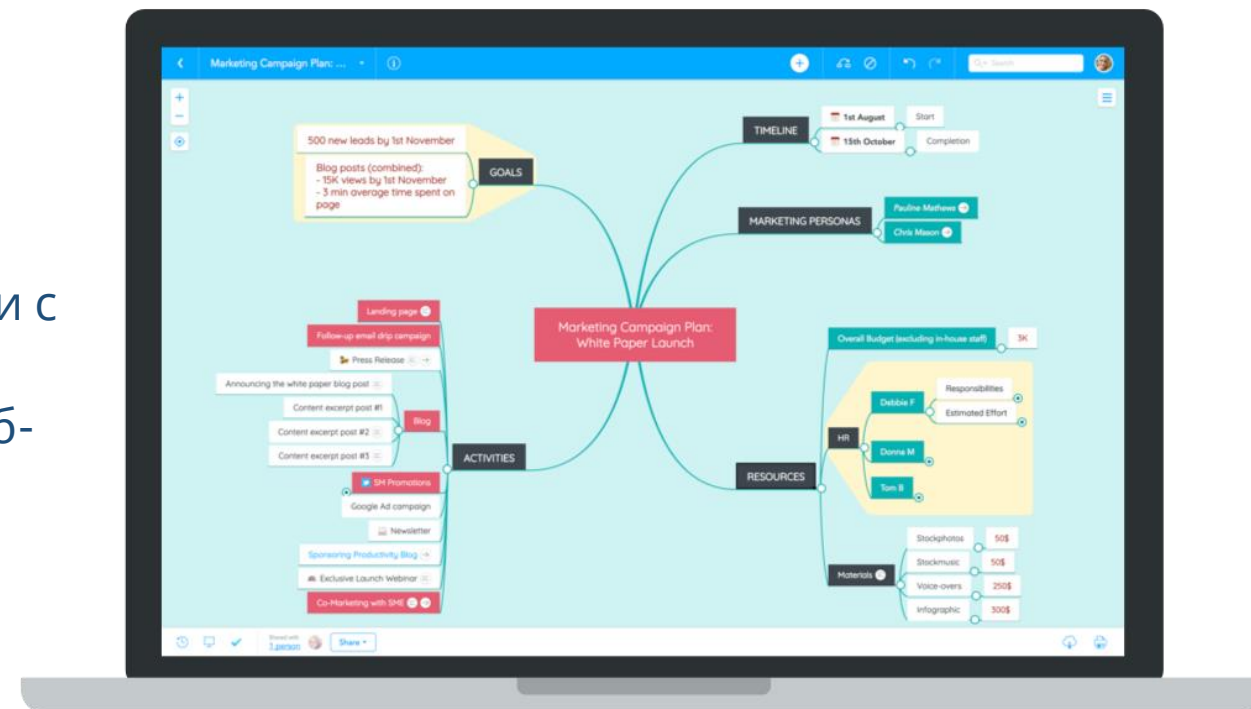 и с
б-
Marketing Campaign Plan: ...
Search
500 new leads by 1st November
Blog posts (combined):
- 15K views by 1st November
- 3 min average time spent on
page
GOALS
TIMELINE
1st August
Start
15th October
Completion
MARKETING PERSONAS
Pauline Mathews
Chris Mason
Marketing Campaign Plan:
White Paper Launch
Landing page
Follow-up email drip campaign
Press Release
Announcing the white paper blog post
Content excerpt post #1
Content excerpt post #2
Content excerpt post #3
Blog
ACTIVITIES
SM Promotions
Google Ad campaign
Newsletter
Sponsoring Productivity Blog
Exclusive Launch Webinar
Co-Marketing with SME
Overall Budget (excluding in-house staff)
3K
HR
Debbie F
Responsibilities
Estimated Effort
Donna M
Tom B
RESOURCES
Materials
Stockphotos
50$
Stockmusic
50$
Voice-overs
250$
Infographic
300$
Shared with
1 person
Share